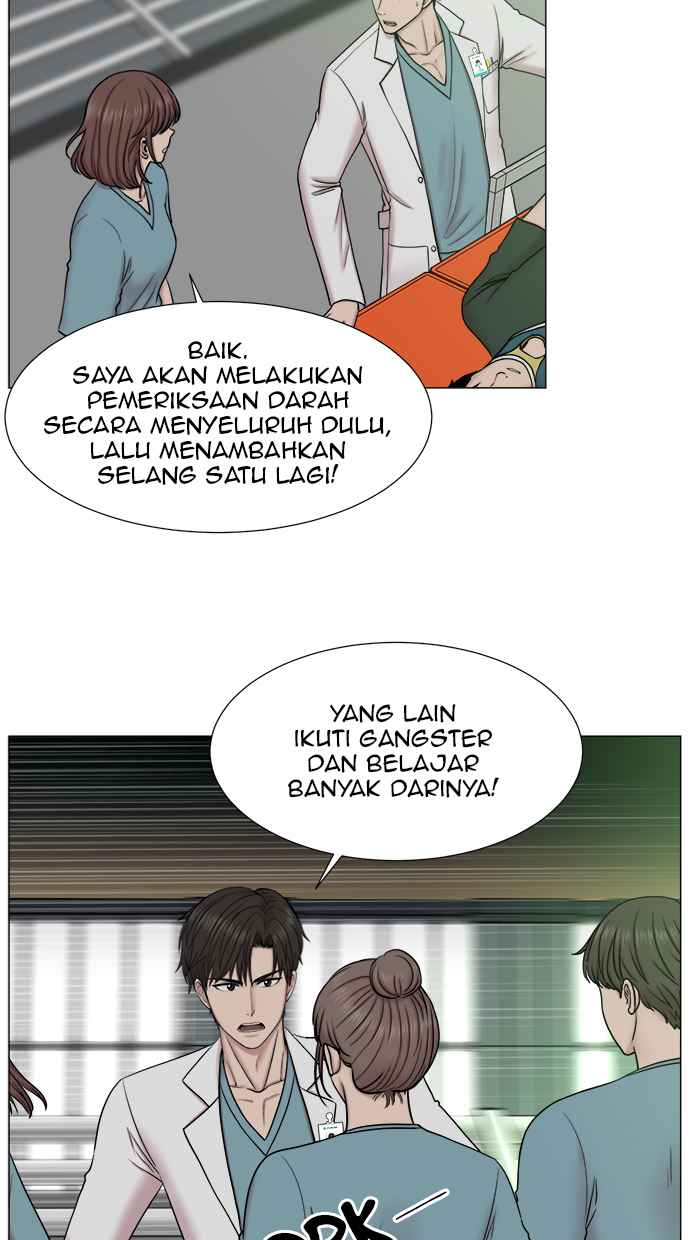 BAIK.
SAYA AKAN MELAKUKAN
PEMERIKSAAN DARAH
SECARA MENYELURUH DULU,
LALU MENAMBAHKAN
SELANG SATU LAGI!
YANG LAIN
IKUTI GANGSTER
DAN BELAJAR
BANYAK DARINYA!